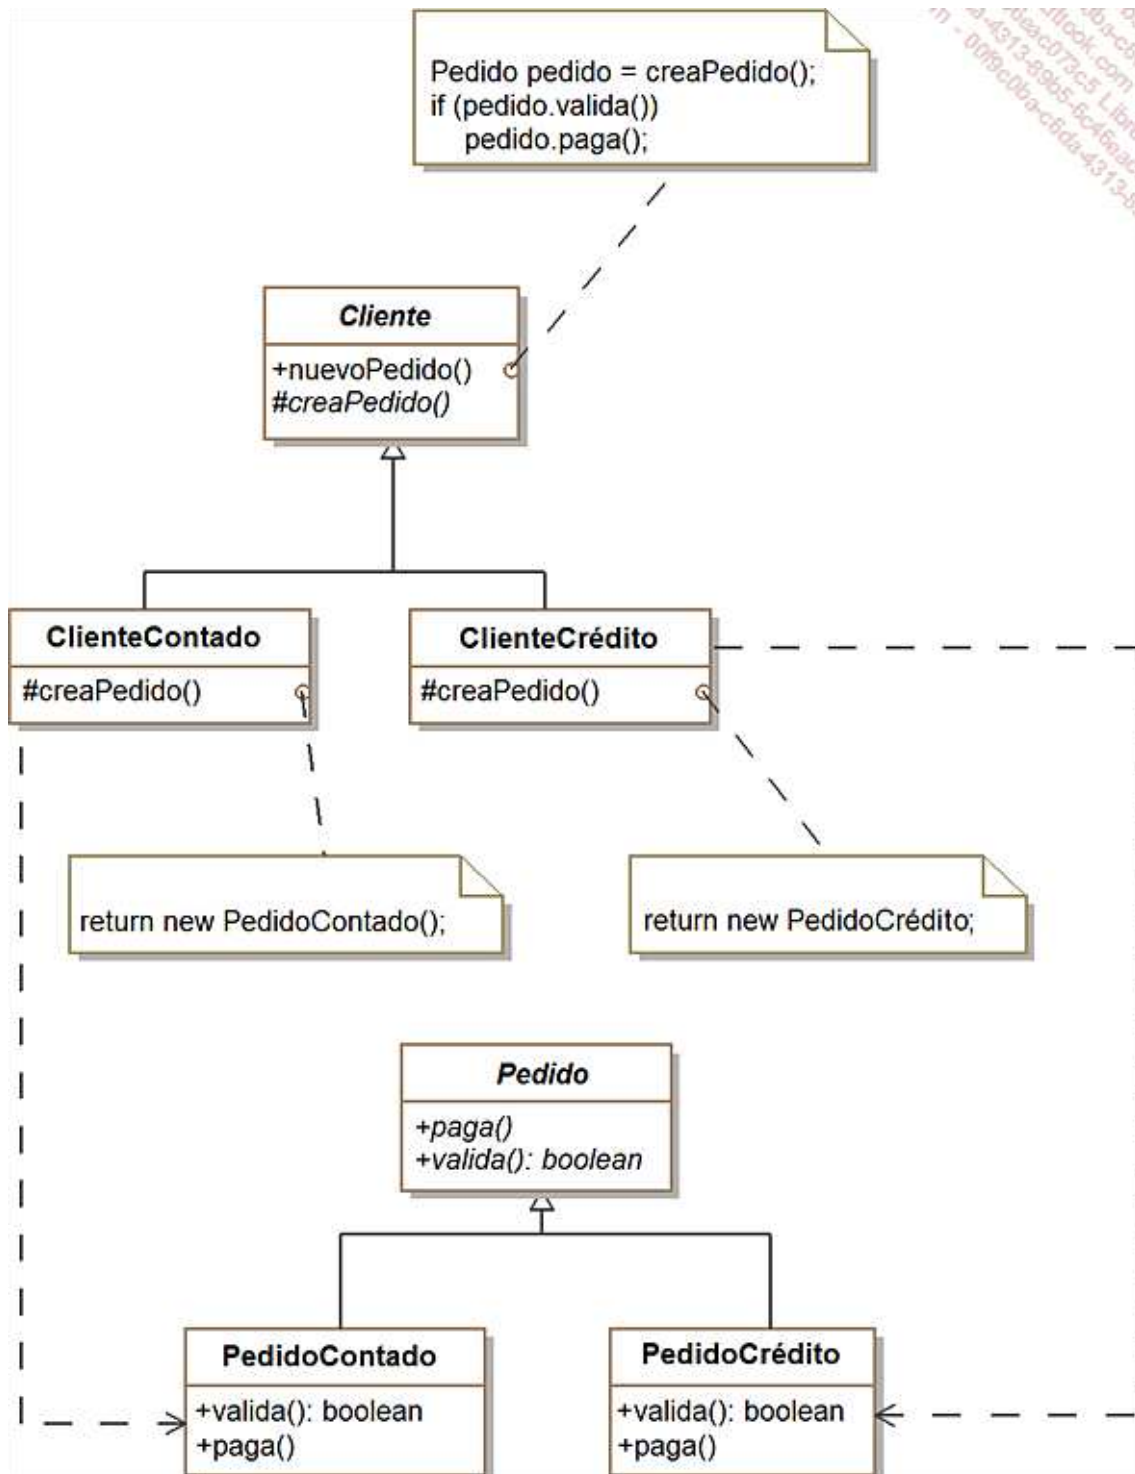 Pedido pedido = creaPedido();
if (pedido.valida())
pedido.paga();
Cliente
+nuevoPedido()
#creaPedido()
ClienteContado
#creaPedido()
ClienteCrédito
#creaPedido()
return new PedidoContado();
return new PedidoCrédito;
Pedido
+paga()
+valida(): boolean
PedidoContado
+valida(): boolean
+paga()
PedidoCrédito
+valida(): boolean
+paga()